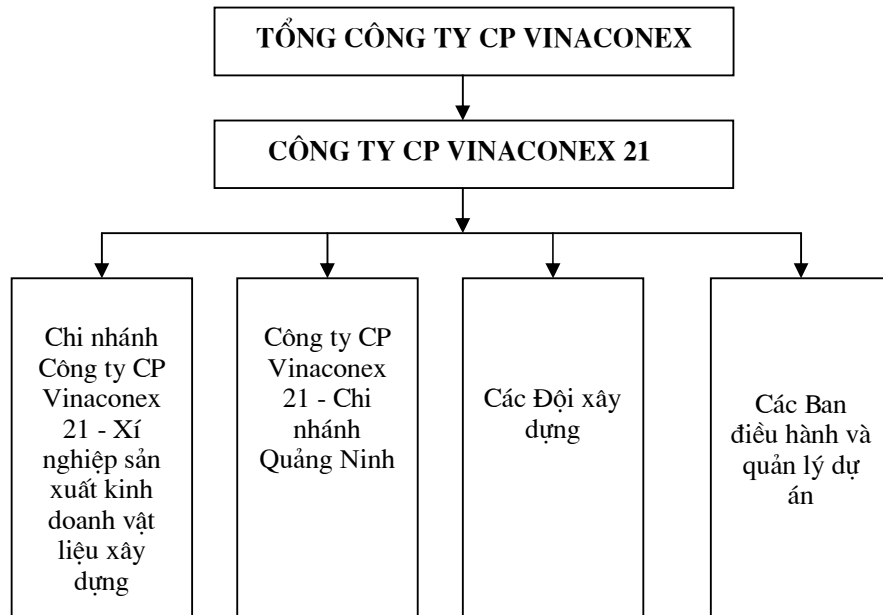 TỔNG CÔNG TY CP VINACONEX
CÔNG TY CP VINACONEX 21
Chi nhánh
Công ty CP
Vinaconex
21 - Xí
nghiệp sản
xuất kinh
doanh vật
liệu xây
dựng
Công ty CP
Vinaconex
21 - Chi
nhánh
Quảng Ninh
Các Đội xây
dựng
Các Ban
điều hành và
quản lý dự
án